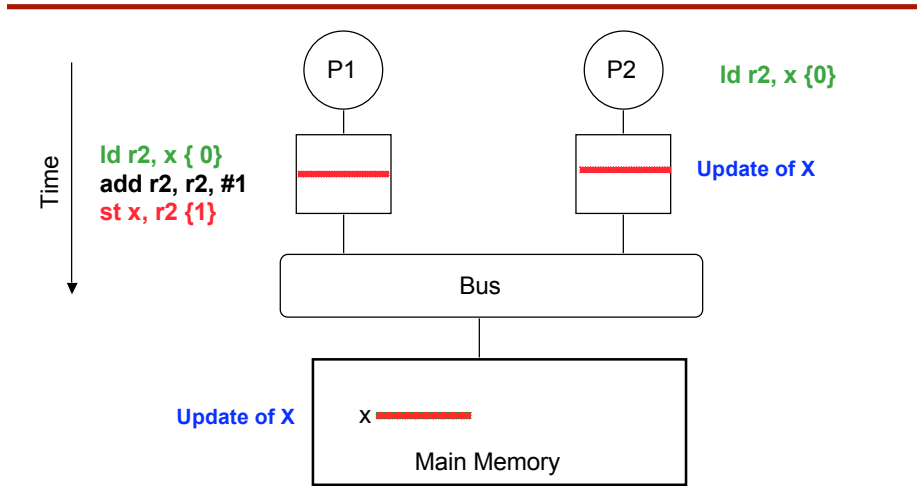 P1
P2
ld r2, x {0}
Time
ld r2, x { 0}
add r2, r2, #1
st x, r2 {1}
Update of X
Bus
Update of X
x
Main Memory